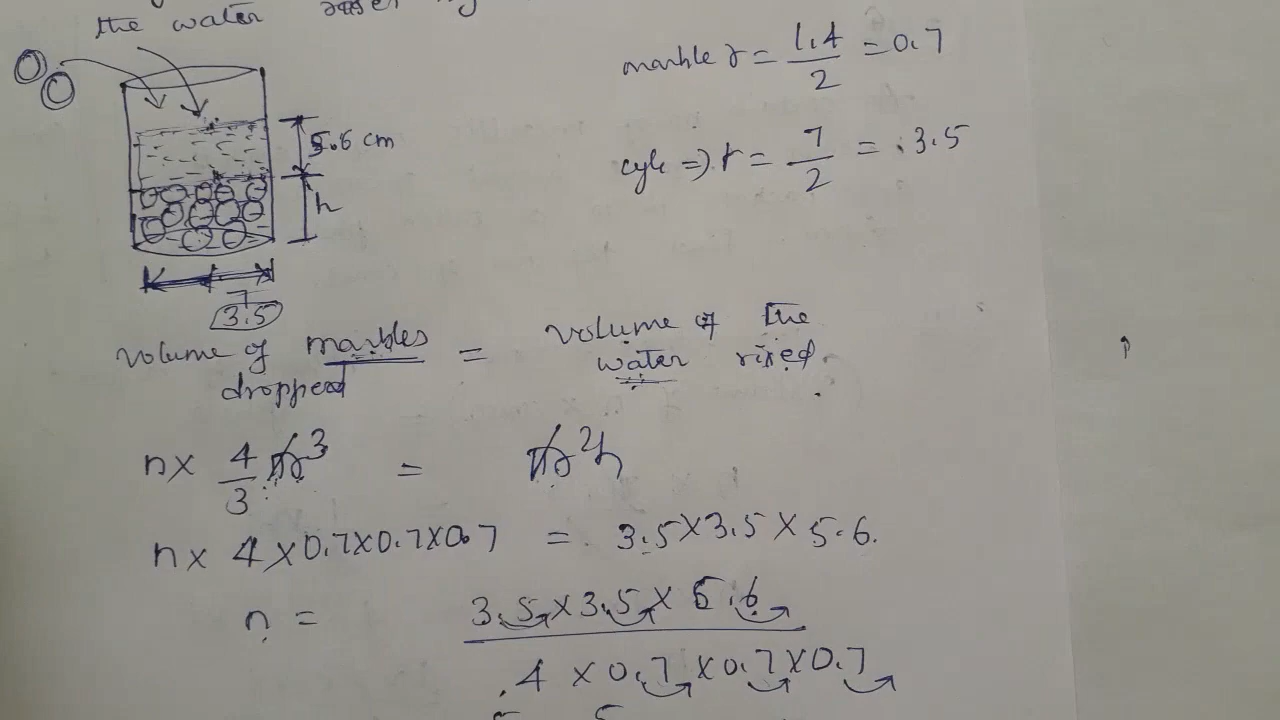 the water
marble r = 1.4/2 = 0.7
5.6 cm
cyle ⇒ r = 7/2 = .3.5
h
7
3.5
volume of marbles dropped = volume of the water rised.
n× 4/3 πr³ = πr²h
n× 4×0.7×0.7×0.7 = 3.5×3.5×5.6.
n = 3.5×3.5×5.6
.4 ×0.7×0.7×0.7